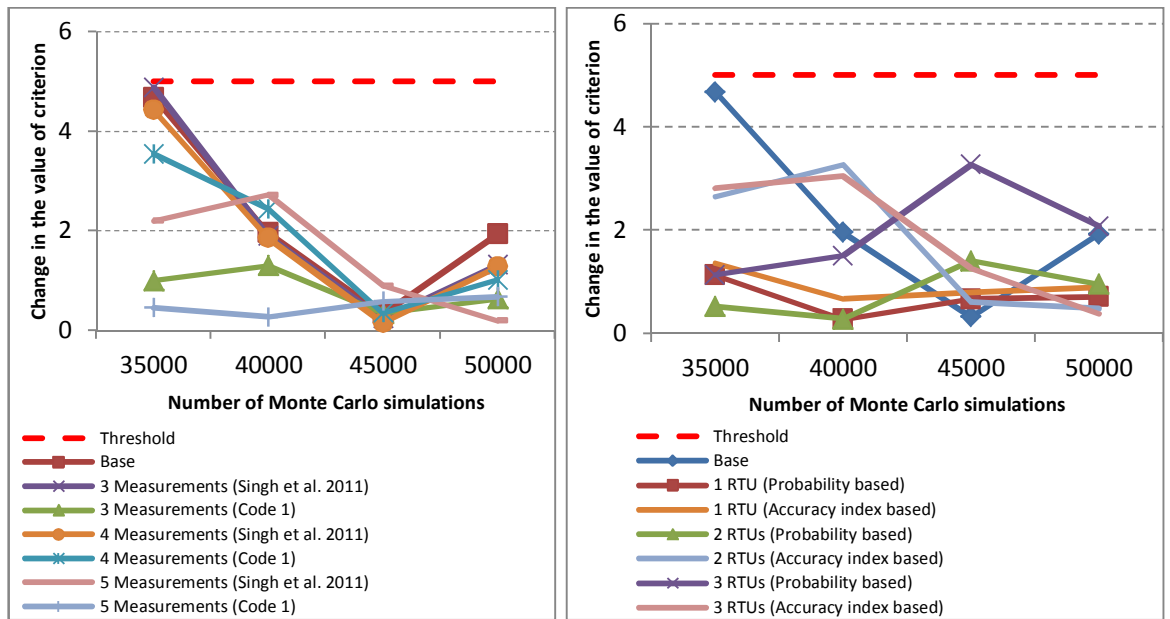 6
4
2
0
Change in the value of criterion
35000 40000 45000 50000
Number of Monte Carlo simulations
Threshold
Base
3 Measurements (Singh et al. 2011)
3 Measurements (Code 1)
4 Measurements (Singh et al. 2011)
4 Measurements (Code 1)
5 Measurements (Singh et al. 2011)
5 Measurements (Code 1)
6
4
2
0
Change in the value of criterion
35000 40000 45000 50000
Number of Monte Carlo simulations
Threshold
Base
1 RTU (Probability based)
1 RTU (Accuracy index based)
2 RTUs (Probability based)
2 RTUs (Accuracy index based)
3 RTUs (Probability based)
3 RTUs (Accuracy index based)